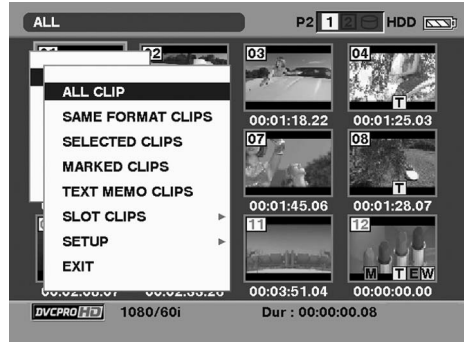 ALL P2 1 2 HDD
02 03 04
ALL CLIP
SAME FORMAT CLIPS
SELECTED CLIPS
MARKED CLIPS
TEXT MEMO CLIPS
SLOT CLIPS
SETUP
EXIT
T
00:01:18.22 00:01:25.03
07 08
T
00:01:45.06 00:01:28.07
11 12
M T E W
00:03:51.04 00:00:00.00
DVCPRO HD 1080/60i Dur : 00:00:00.08